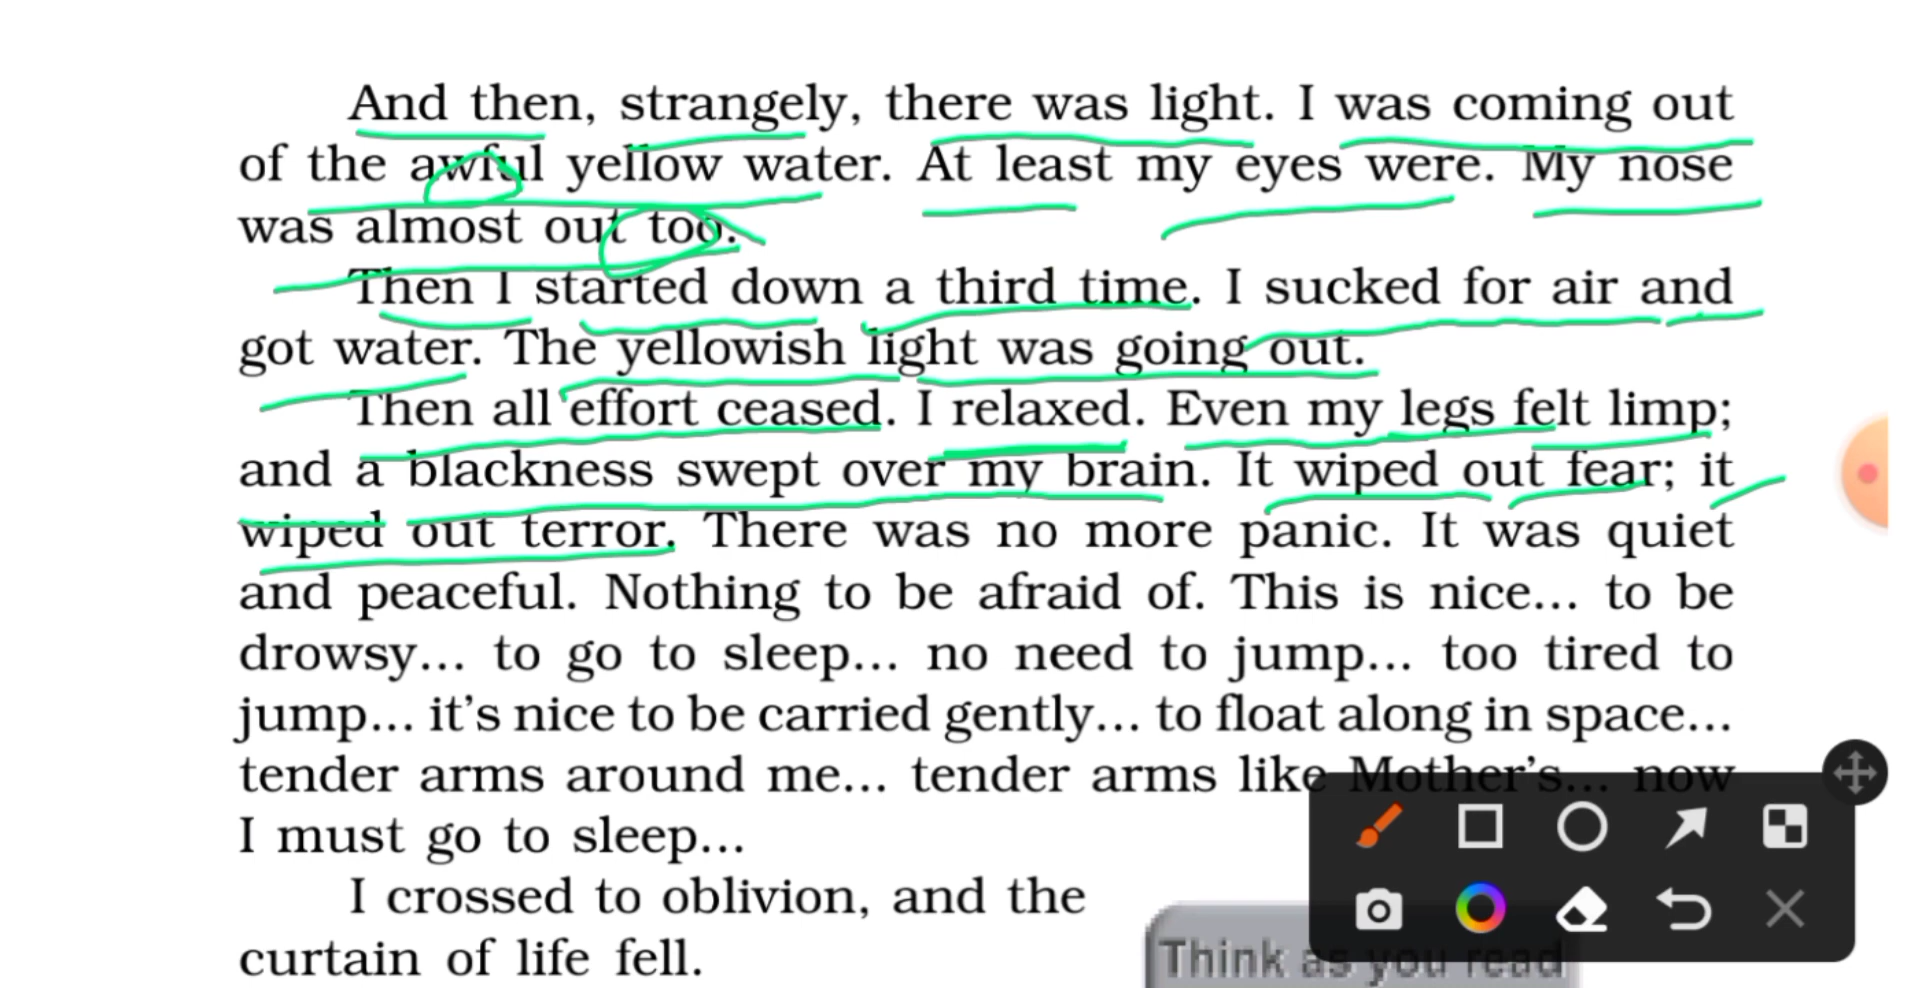 And then, strangely, there was light. I was coming out
of the awful yellow water. At least my eyes were. My nose
was almost out too.
Then I started down a third time. I sucked for air and
got water. The yellowish light was going out.
Then all effort ceased. I relaxed. Even my legs felt limp;
and a blackness swept over my brain. It wiped out fear; it
wiped out terror. There was no more panic. It was quiet
and peaceful. Nothing to be afraid of. This is nice... to be
drowsy... to go to sleep... no need to jump... too tired to
jump... it’s nice to be carried gently... to float along in space...
tender arms around me... tender arms like Mother’s... now
I must go to sleep...
I crossed to oblivion, and the
curtain of life fell.
Think as you read